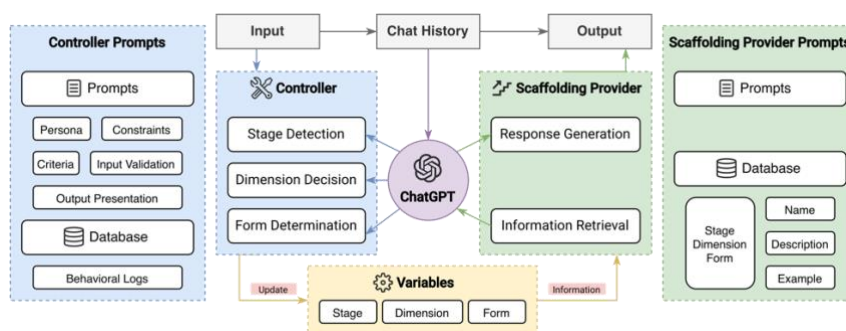 Controller Prompts
Prompts
Persona
Constraints
Criteria
Input Validation
Output Presentation
Database
Behavioral Logs
Input
Chat History
Output
Controller
Stage Detection
Dimension Decision
Form Determination
ChatGPT
Scaffolding Provider
Response Generation
Information Retrieval
Update
Variables
Stage
Dimension
Form
Information
Scaffolding Provider Prompts
Prompts
Database
Stage
Dimension
Form
Name
Description
Example